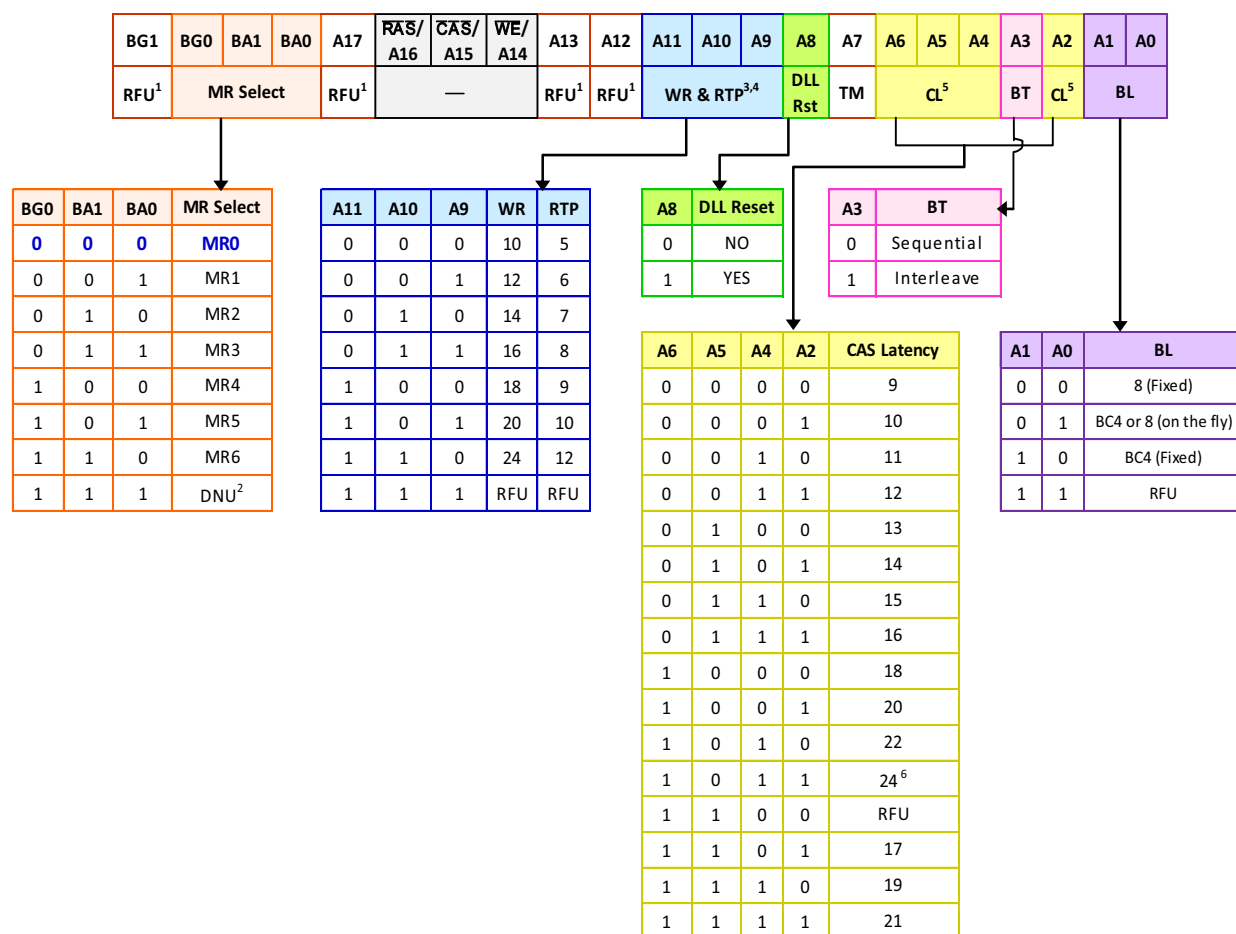 BG1 BG0 BA1 BA0 A17 RAS/ A16 CAS/ A15 WE/ A14 A13 A12 A11 A10 A9 A8 A7 A6 A5 A4 A3 A2 A1 A0
RFU1 MR Select RFU1 — RFU1 RFU1 WR & RTP3,4 DLL Rst TM CL5 BT CL5 BL
BG0 BA1 BA0 MR Select
0 0 0 MR0
0 0 1 MR1
0 1 0 MR2
0 1 1 MR3
1 0 0 MR4
1 0 1 MR5
1 1 0 MR6
1 1 1 DNU2
A11 A10 A9 WR RTP
0 0 0 10 5
0 0 1 12 6
0 1 0 14 7
0 1 1 16 8
1 0 0 18 9
1 0 1 20 10
1 1 0 24 12
1 1 1 RFU RFU
A8 DLL Reset
0 NO
1 YES
A3 BT
0 Sequential
1 Interleave
A6 A5 A4 A2 CAS Latency
0 0 0 0 9
0 0 0 1 10
0 0 1 0 11
0 0 1 1 12
0 1 0 0 13
0 1 0 1 14
0 1 1 0 15
0 1 1 1 16
1 0 0 0 18
1 0 0 1 20
1 0 1 0 22
1 0 1 1 24 6
1 1 0 0 RFU
1 1 0 1 17
1 1 1 0 19
1 1 1 1 21
A1 A0 BL
0 0 8 (Fixed)
0 1 BC4 or 8 (on the fly)
1 0 BC4 (Fixed)
1 1 RFU